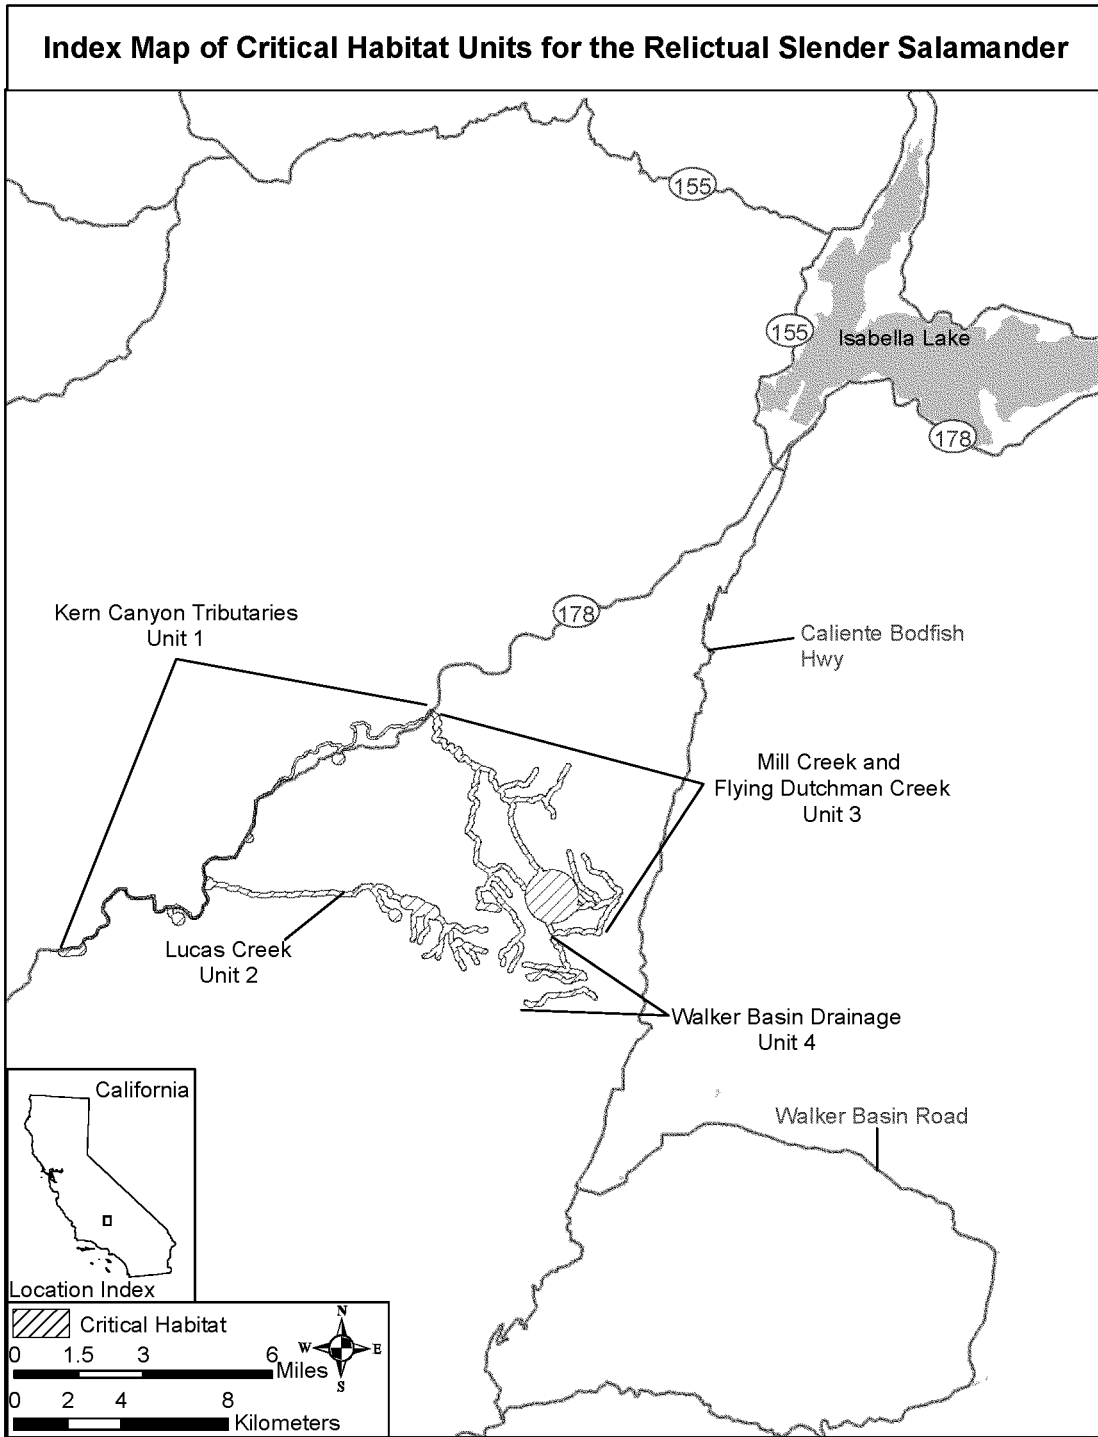 Index Map of Critical Habitat Units for the Relictual Slender Salamander
155
155
Isabella Lake
178
178
Kern Canyon Tributaries
Unit 1
Caliente Bodfish
Hwy
Mill Creek and
Flying Dutchman Creek
Unit 3
Lucas Creek
Unit 2
Walker Basin Drainage
Unit 4
Walker Basin Road
California
Location Index
Critical Habitat
N
W E
S
0 1.5 3 6 Miles
0 2 4 8 Kilometers